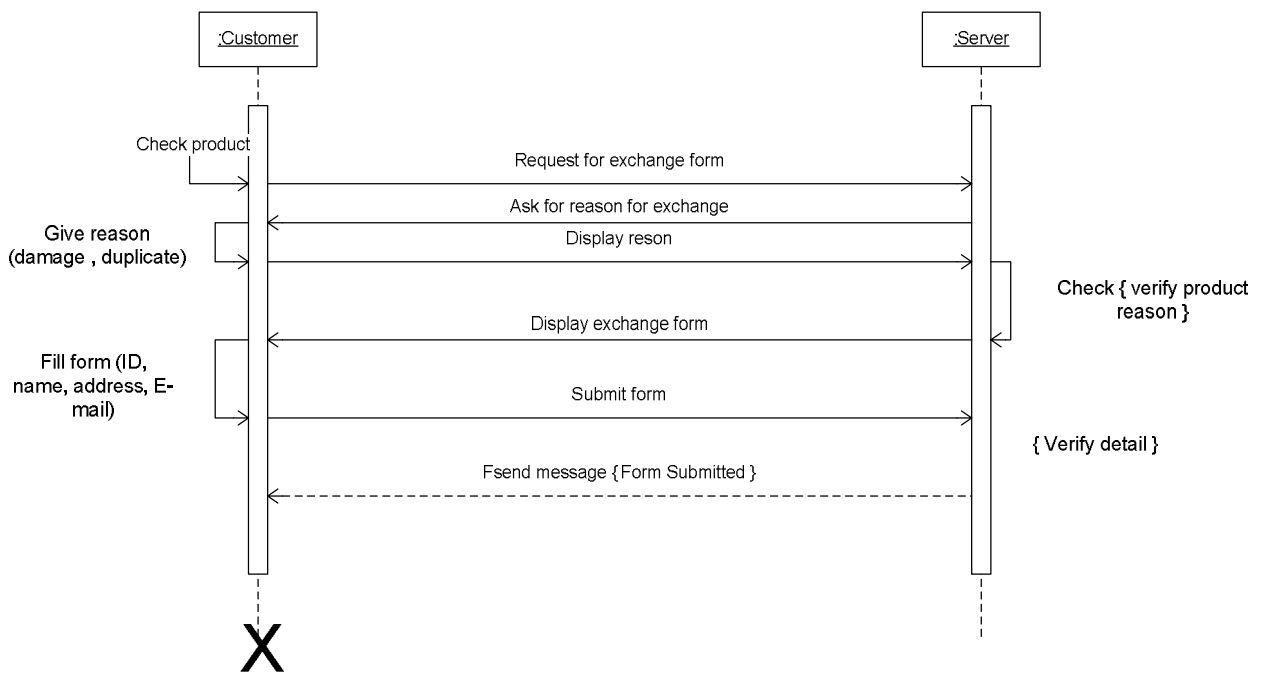 :Customer
:Server
Check product
Request for exchange form
Ask for reason for exchange
Give reason
(damage , duplicate)
Display reson
Check { verify product
reason }
Display exchange form
Fill form (ID,
name, address, E-
mail)
Submit form
{ Verify detail }
Fsend message { Form Submitted }
X